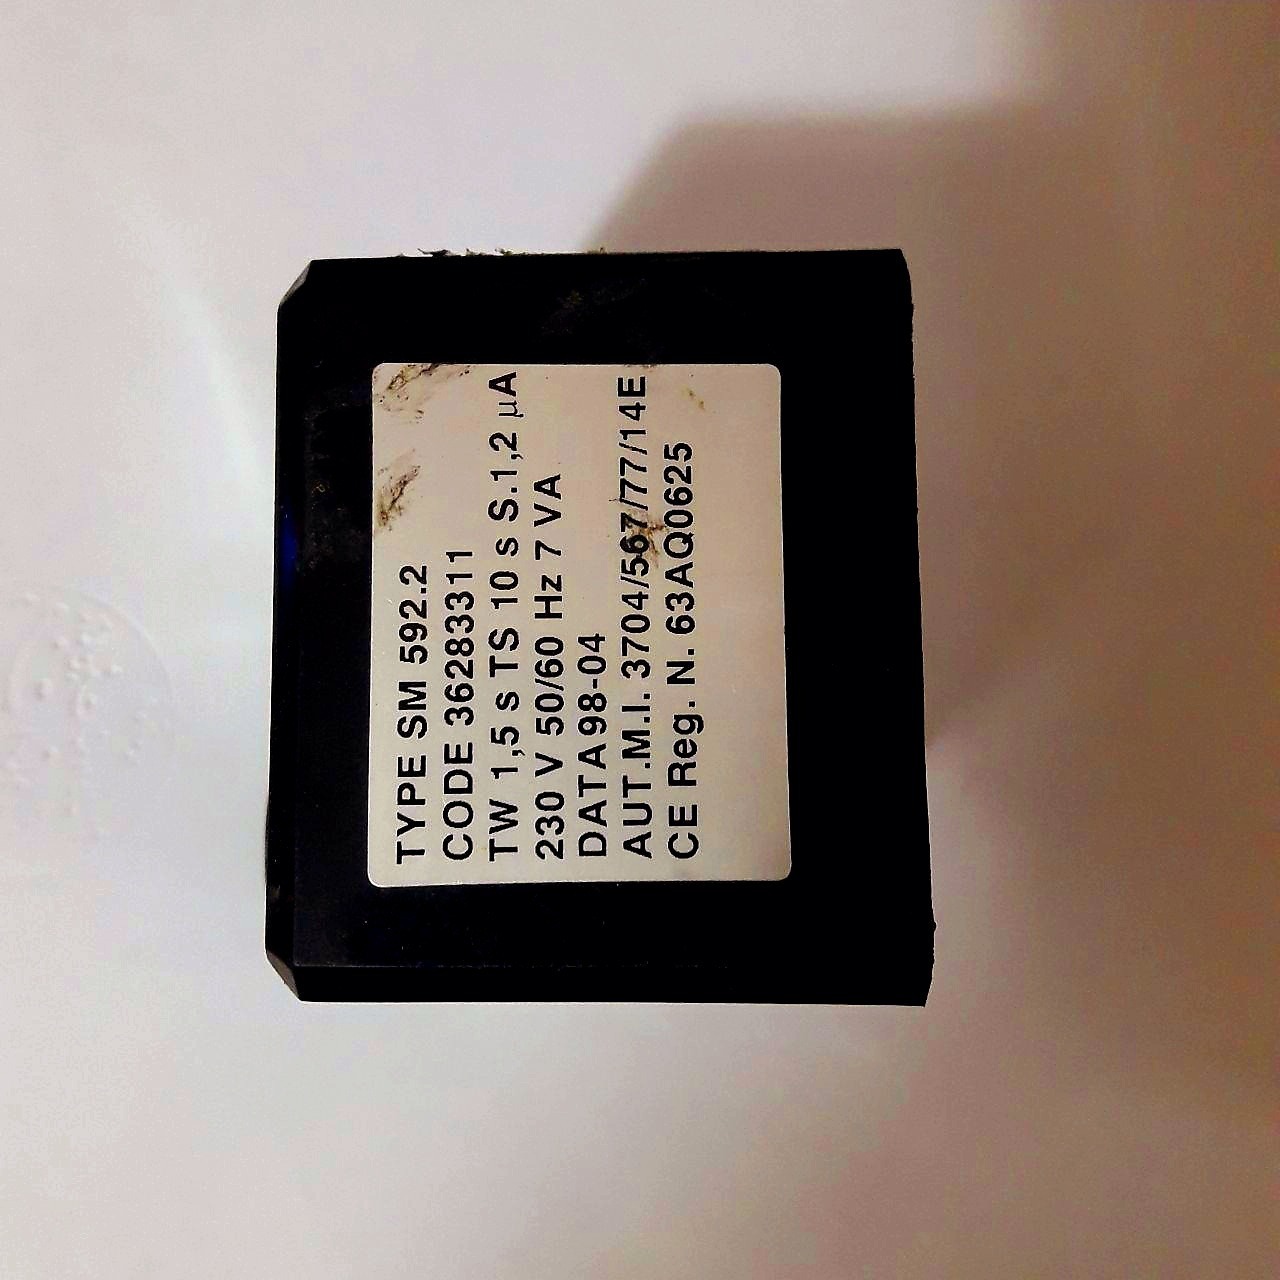 TYPE SM 592.2
CODE 36283311
TW 1,5 s TS 10 s S.1,2 µA
230 V 50/60 Hz 7 VA
DATA 98-04
AUT.M.I. 3704/567/77/14E
CE Reg. N. 63AQ0625